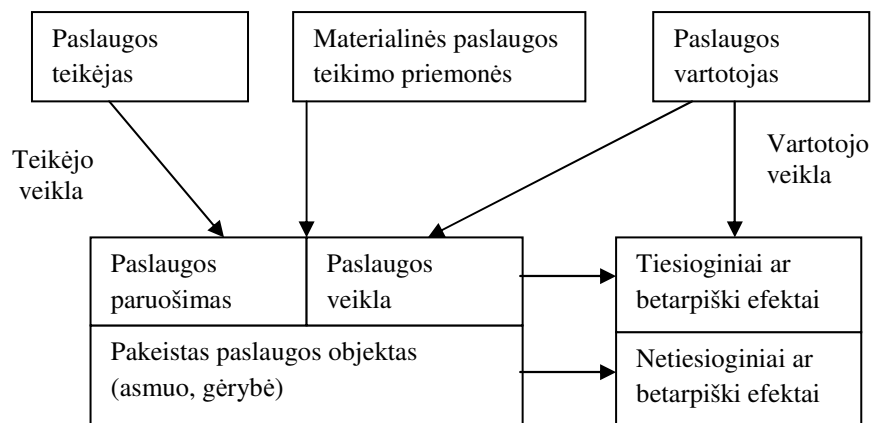 Paslaugos
teikėjas
Materialinės paslaugos
teikimo priemonės
Paslaugos
vartotojas
Teikėjo
veikla
Vartotojo
veikla
Paslaugos
paruošimas
Paslaugos
veikla
Tiesioginiai ar
betarpiški efektai
Pakeistas paslaugos objektas
(asmuo, gėrybė)
Netiesioginiai ar
betarpiški efektai